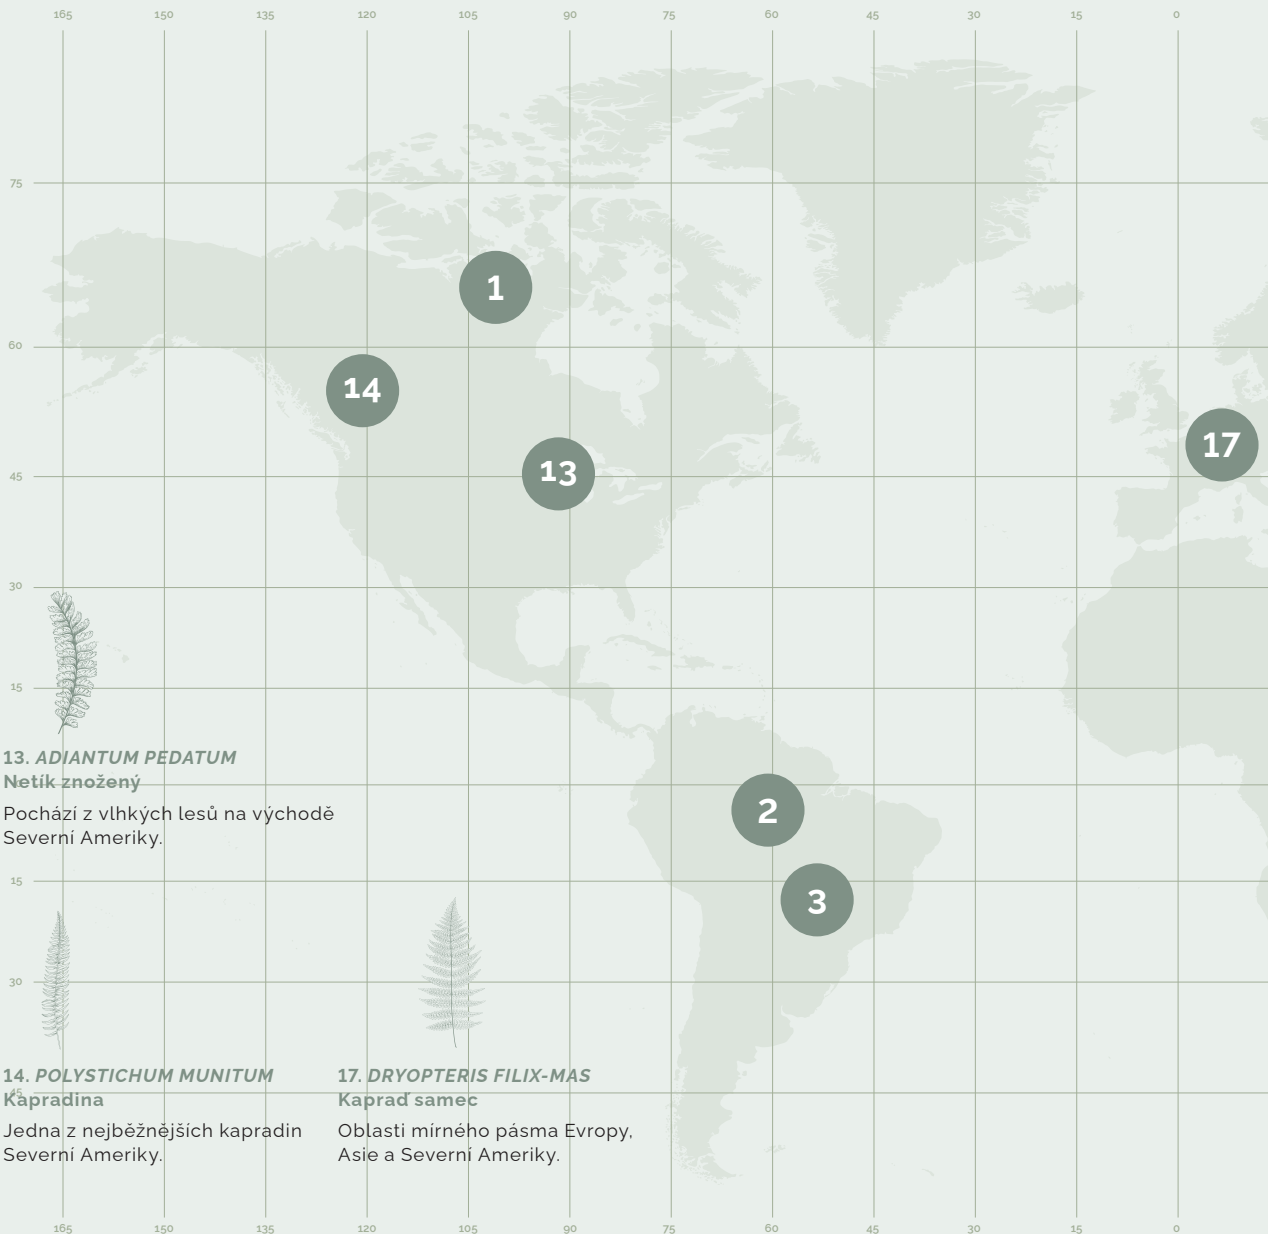 165 150 135 120 105 90 75 60 45 30 15 0
75
1
60
14
13
17
45
30
15
13. ADIANTUM PEDATUM
Netík znožený
0
Pochází z vlhkých lesů na východě
Severní Ameriky.
2
15
3
30
14. POLYSTICHUM MUNITUM
Kapradina
45
Jedna z nejběžnějších kapradin
Severní Ameriky.
17. DRYOPTERIS FILIX-MAS
Kapraď samec
Oblasti mírného pásma Evropy,
Asie a Severní Ameriky.
165 150 135 120 105 90 75 60 45 30 15 0